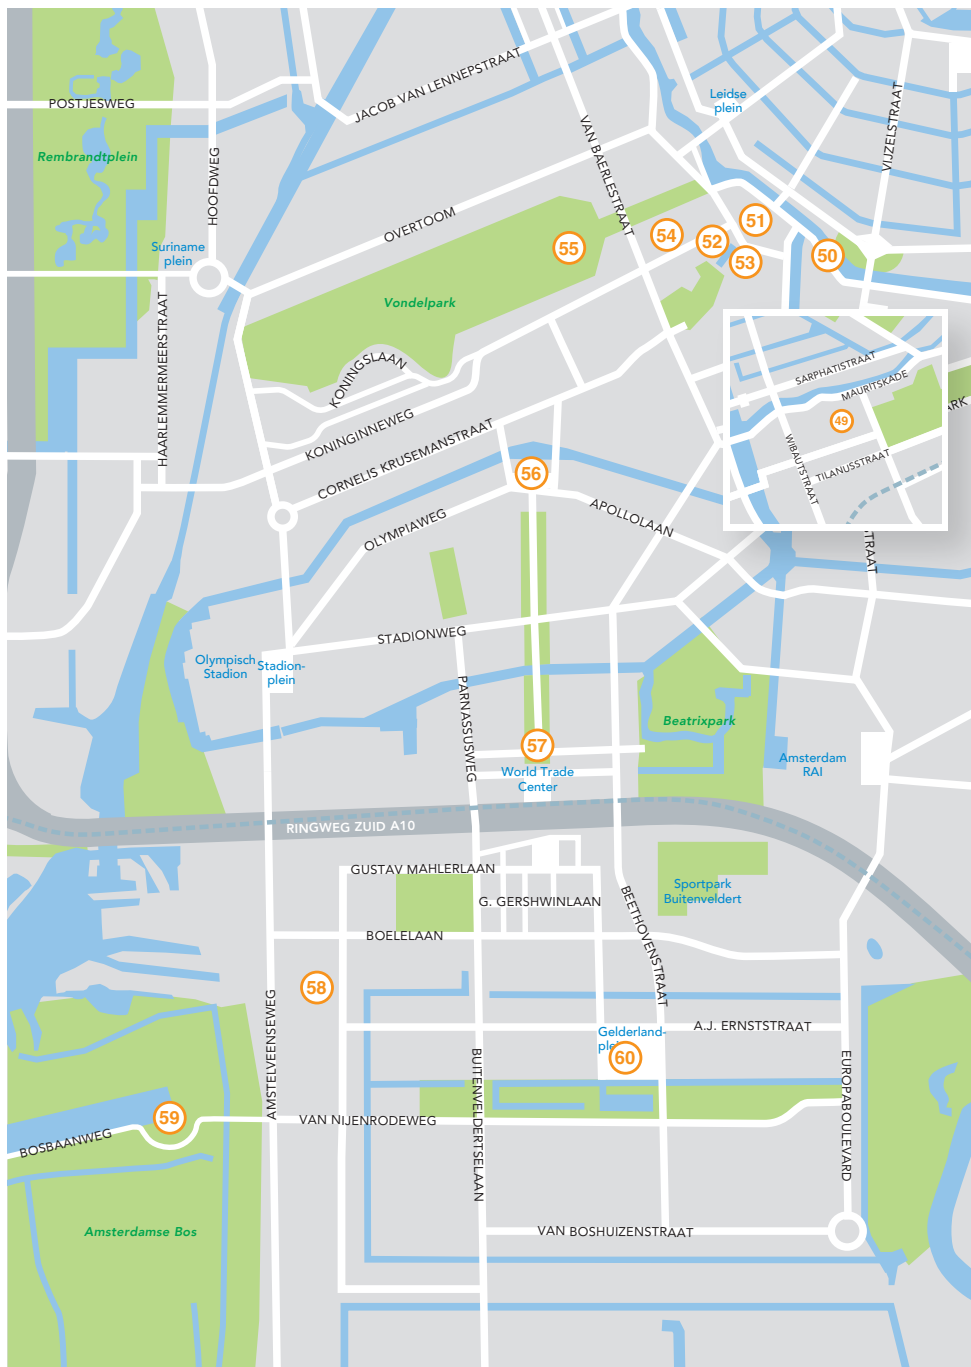 JACOB VAN LENNEPSTRAAT
Leidse
plein
POSTJESWEG
VIJZELSTRAAT
VAN BAERLESTRAAT
Rembrandtplein
HOOFDWEG
OVERTOOM
51
54
52
55
53
50
Suriname
plein
Vondelpark
HAARLEMMERMEERSTRAAT
KONINGSLAAN
SARPHATISTRAAT
MAURITSKADE
49
WIBAUTSTRAAT
TILANUSSTRAAT
ARK
KONINGINNEWEG
CORNELIS KRUSEMANSTRAAT
56
OLYMPIAWEG
APOLLOLAAN
TRAAT
STADIONWEG
Olympisch
Stadion
Stadion-
plein
PARNASSUSWEG
Beatrixpark
57
World Trade
Center
Amsterdam
RAI
RINGWEG ZUID A10
GUSTAV MAHLERLAAN
Sportpark
Buitenveldert
G. GERSHWINLAAN
BEETHOVENSTRAAT
BOELELAAN
58
AMSTELVEENSEWEG
A.J. ERNSTSTRAAT
Gelderland-
60
BUITENVELDERTSELAAN
EUROPABOULEVARD
59
VAN NIJENRODEWEG
BOSBAANWEG
Amsterdamse Bos
VAN BOSHUIZENSTRAAT